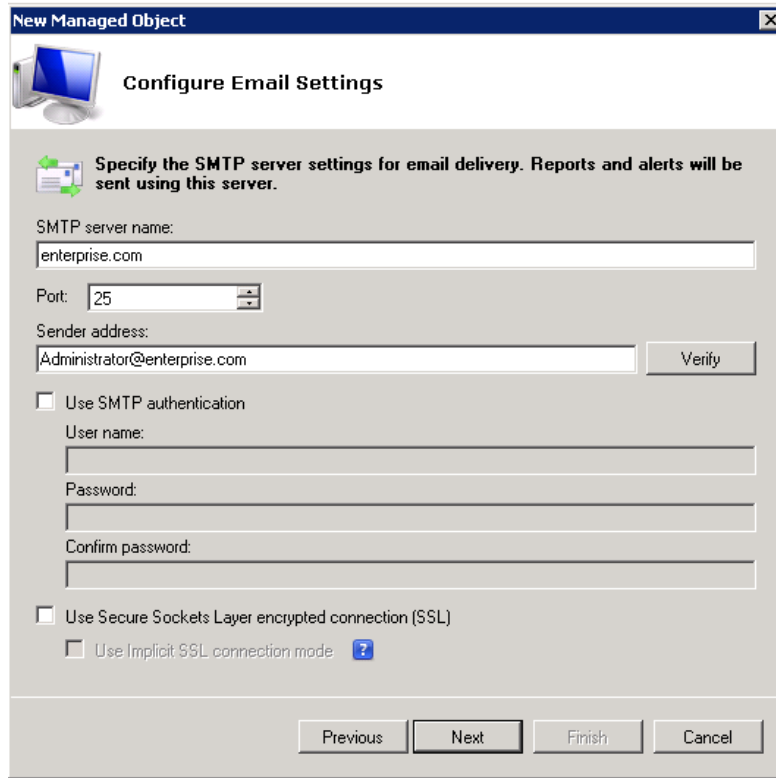 New Managed Object
Configure Email Settings
Specify the SMTP server settings for email delivery. Reports and alerts will be
sent using this server.
SMTP server name:
enterprise.com
Port: 25
Sender address:
Administrator@enterprise.com Verify
Use SMTP authentication
User name:
Password:
Confirm password:
Use Secure Sockets Layer encrypted connection (SSL)
Use Implicit SSL connection mode ?
Previous Next Finish Cancel